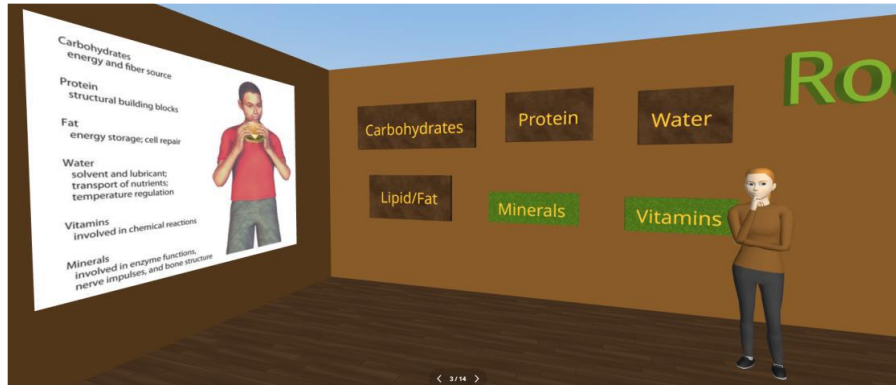 Carbohydrates
energy and fiber source
Protein
structural building blocks
Fat
energy storage; cell repair
Water
solvent and lubricant;
transport of nutrients;
temperature regulation
Vitamins
involved in chemical reactions
Minerals
involved in enzyme functions,
nerve impulses, and bone structure
Carbohydrates
Protein
Water
Lipid/Fat
Minerals
Vitamins
Ro
3/14